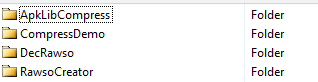 ApkLibCompress Folder
CompressDemo Folder
DecRawso Folder
RawsoCreator Folder